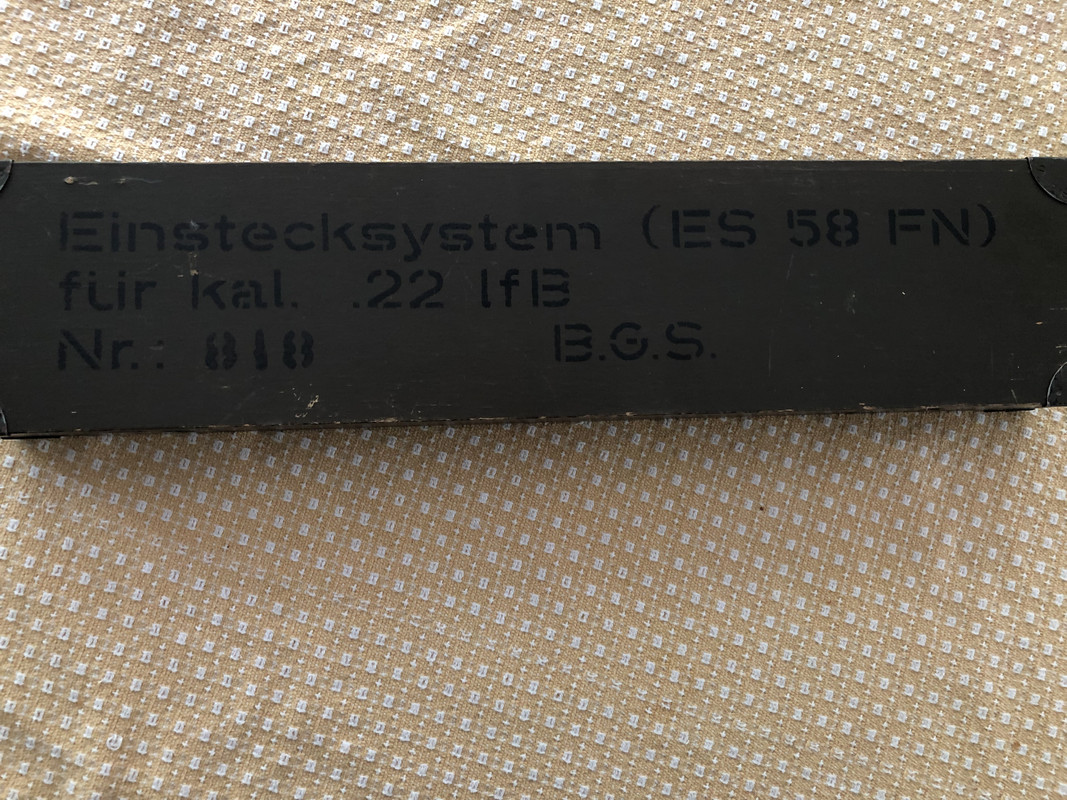 Einstecksystem (ES 58 FN)
für kal. .22 lfB
Nr.: 818 B.G.S.